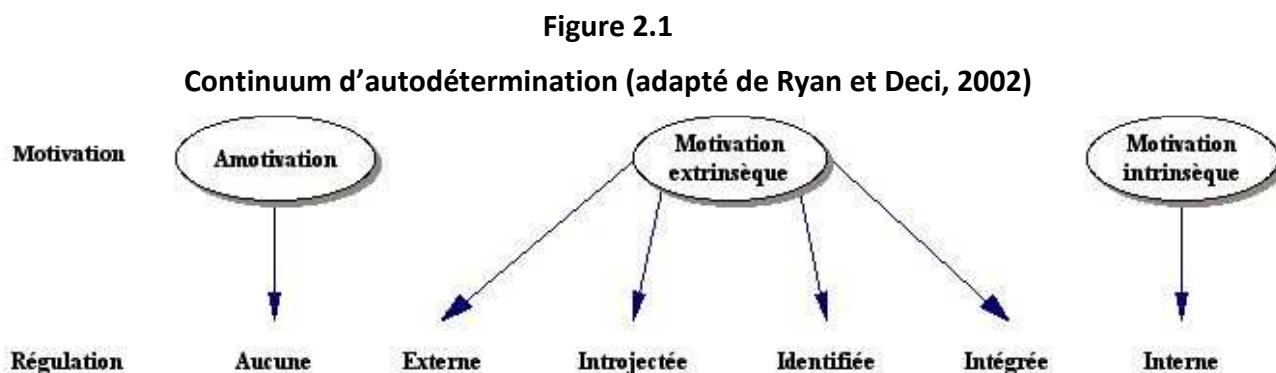 Figure 2.1
Continuum d’autodétermination (adapté de Ryan et Deci, 2002)
Motivation
Amotivation
Motivation
extrinsèque
Motivation
intrinsèque
Régulation
Aucune
Externe
Introjectée
Identifiée
Intégrée
Interne